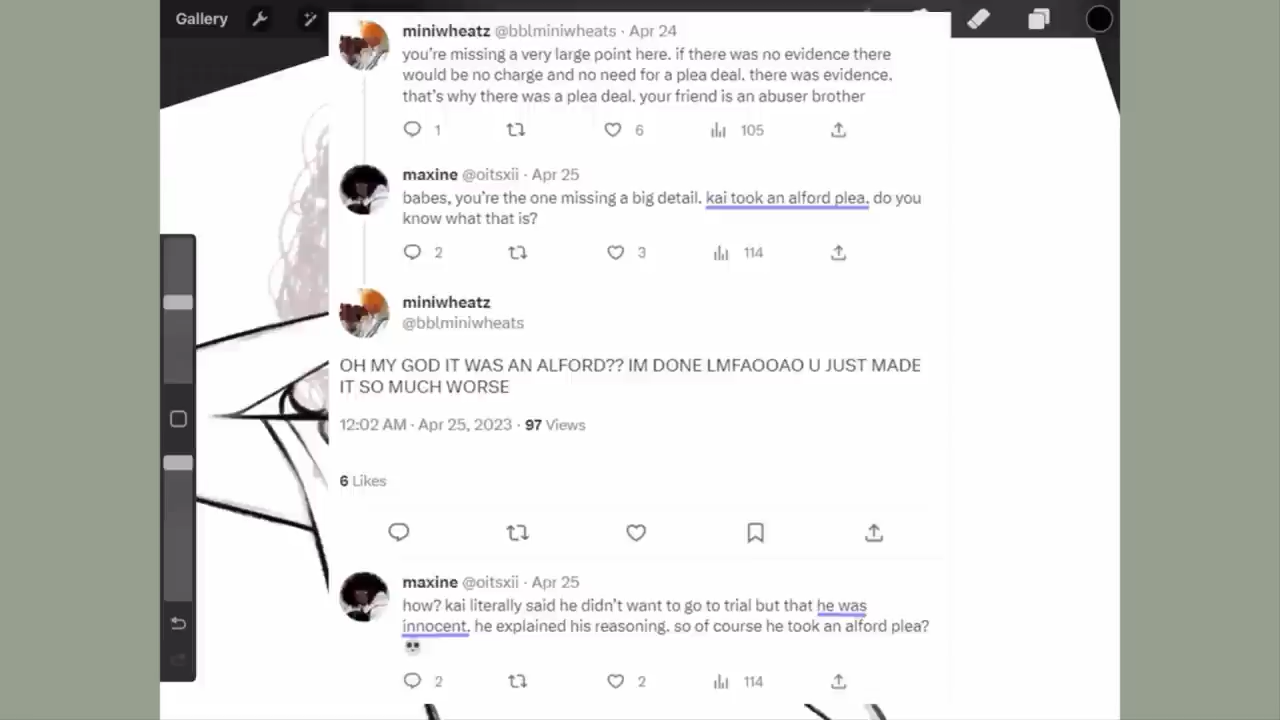 Gallery
miniwheatz @bblminiwheats · Apr 24
you're missing a very large point here. if there was no evidence there
would be no charge and no need for a plea deal. there was evidence.
that's why there was a plea deal. your friend is an abuser brother
1 6 105
maxine @oitsxii · Apr 25
babes, you're the one missing a big detail. kai took an alford plea. do you
know what that is?
2 3 114
miniwheatz
@bblminiwheats
OH MY GOD IT WAS AN ALFORD?? IM DONE LMFAOOAO U JUST MADE
IT SO MUCH WORSE
12:02 AM · Apr 25, 2023 · 97 Views
6 Likes
maxine @oitsxii · Apr 25
how? kai literally said he didn't want to go to trial but that he was
innocent. he explained his reasoning. so of course he took an alford plea?
2 2 114